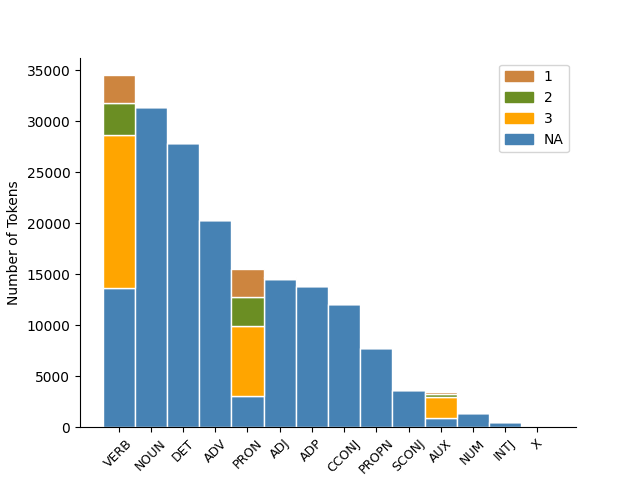 35000
30000
25000
20000
15000
10000
5000
0
Number of Tokens
1
2
3
NA
VERB
NOUN
DET
ADV
PRON
ADJ
ADP
CCONJ
PROPN
SCONJ
AUX
NUM
INTJ
X